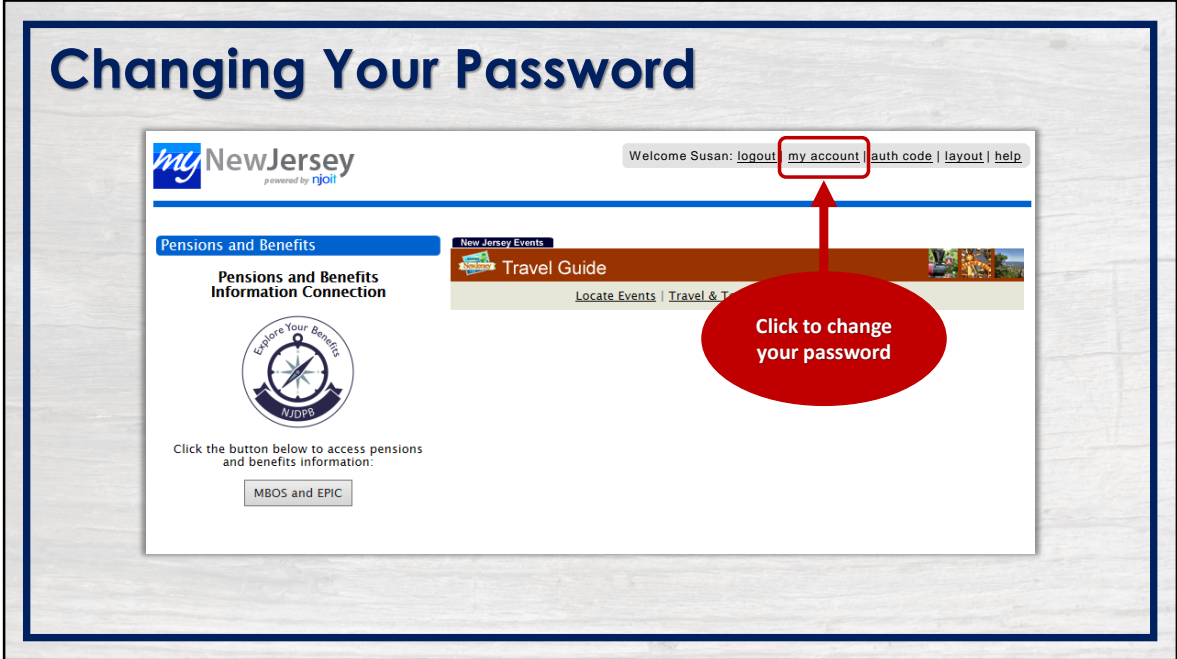 Changing Your Password
my NewJersey
powered by njoit
Welcome Susan: logout | my account | auth code | layout | help
Pensions and Benefits
Pensions and Benefits
Information Connection
Explore Your Benefits
NJDPB
Click the button below to access pensions
and benefits information:
MBOS and EPIC
New Jersey Events
NewJersey
Travel Guide
Locate Events | Travel &
Click to change
your password